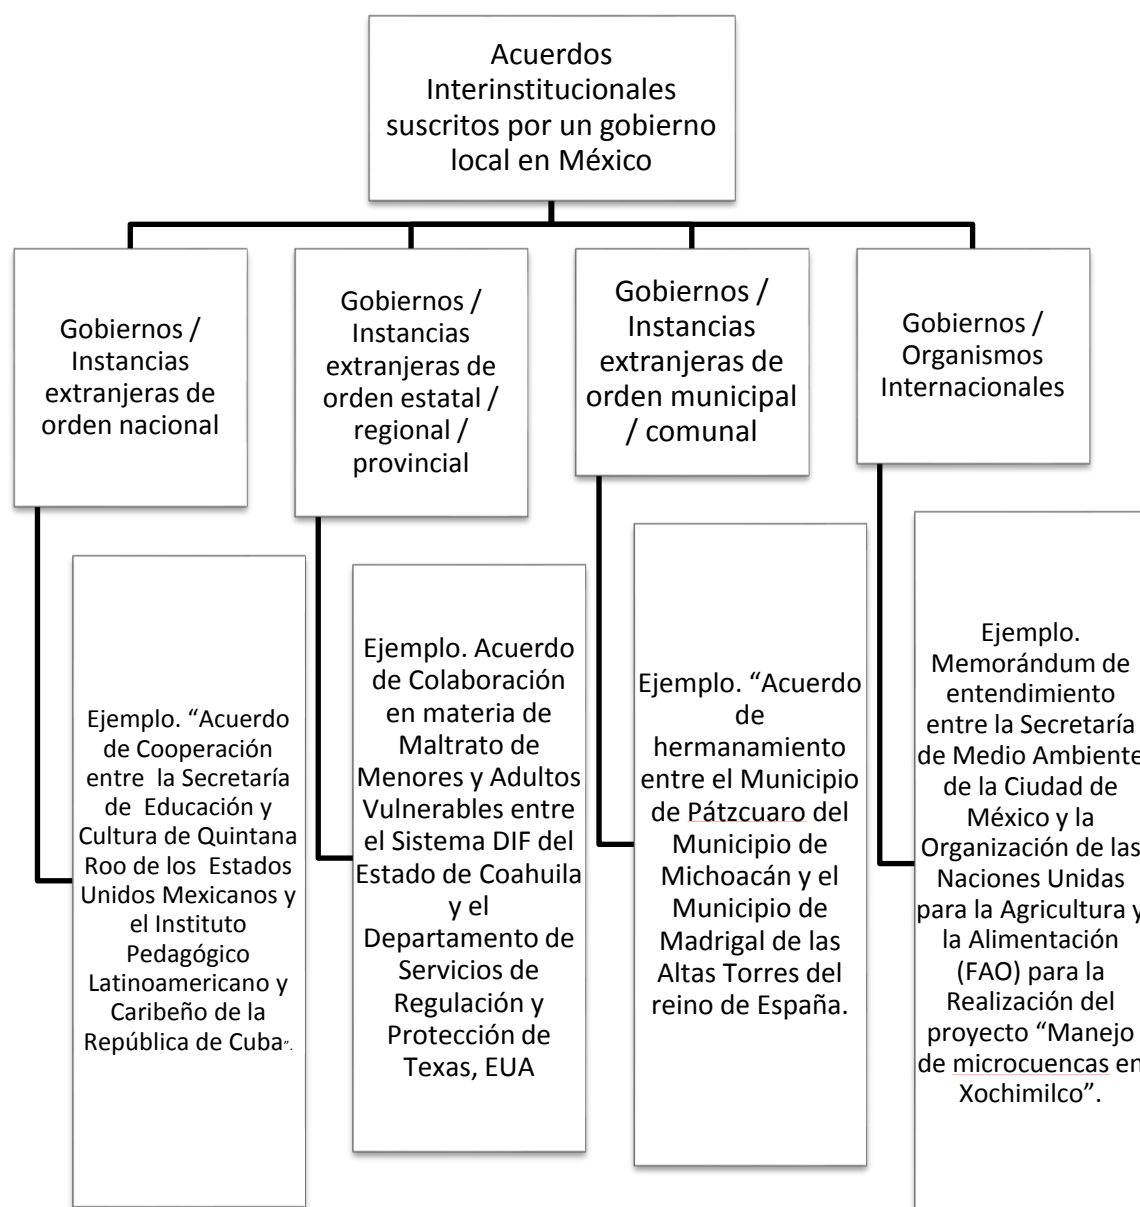 Acuerdos
Interinstitucionales
suscritos por un gobierno
local en México
Gobiernos /
Instancias
extranjeras de
orden nacional
Ejemplo. “Acuerdo
de Cooperación
entre la Secretaría
de Educación y
Cultura de Quintana
Roo de los Estados
Unidos Mexicanos y
el Instituto
Pedagógico
Latinoamericano y
Caribeño de la
República de Cuba”.
Gobiernos /
Instancias
extranjeras de
orden estatal /
regional /
provincial
Ejemplo. Acuerdo
de Colaboración
en materia de
Maltrato de
Menores y Adultos
Vulnerables entre
el Sistema DIF del
Estado de Coahuila
y el
Departamento de
Servicios de
Regulación y
Protección de
Texas, EUA
Gobiernos /
Instancias
extranjeras de
orden municipal
/ comunal
Ejemplo. “Acuerdo
de
hermanamiento
entre el Municipio
de Pátzcuaro del
Municipio de
Michoacán y el
Municipio de
Madrigal de las
Altas Torres del
reino de España.
Gobiernos /
Organismos
Internacionales
Ejemplo.
Memorándum de
entendimiento
entre la Secretaría
de Medio Ambiente
de la Ciudad de
México y la
Organización de las
Naciones Unidas
para la Agricultura y
la Alimentación
(FAO) para la
Realización del
proyecto “Manejo
de microcuencas en
Xochimilco”.